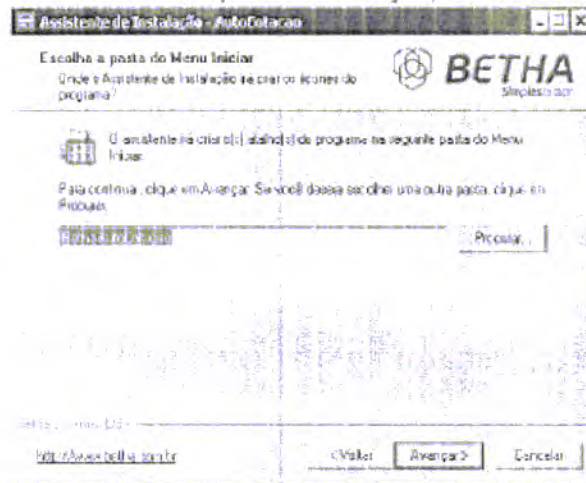 Assistente de Instalação - AutoCotacao
Escolha a pasta do Menu Iniciar
Onde o Assistente de Instalação irá criar os ícones do
programa?
BETHA
O assistente irá criar o(s) atalho(s) do programa na seguinte pasta do Menu
Iniciar.
Para continuar, clique em Avançar. Se você deseja escolher uma outra pasta, clique em
Procurar.
Procurar...
http://www.betha.com.br
<Voltar
Avançar>
Cancelar